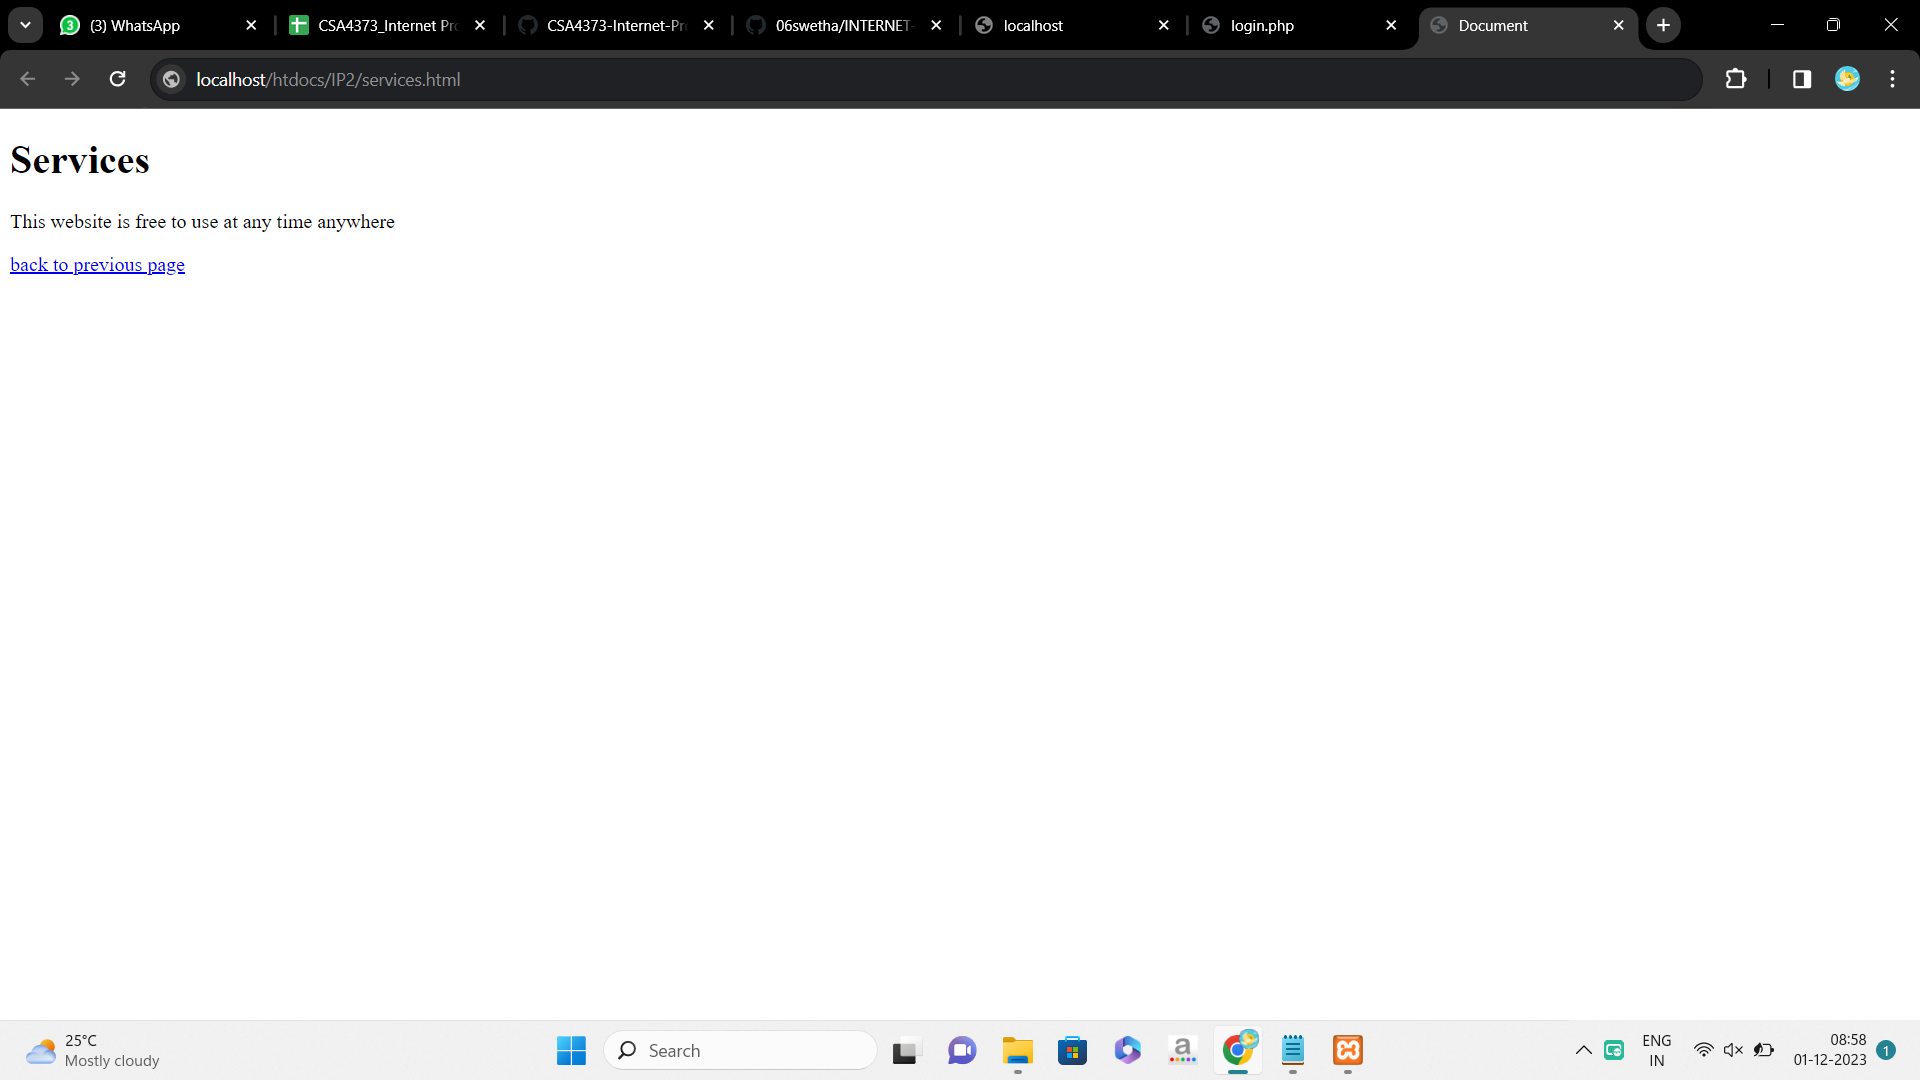 3
(3) WhatsApp
CSA4373_Internet Pr
CSA4373-Internet-Pr
06swetha/INTERNET-
localhost
login.php
Document
localhost/htdocs/IP2/services.html
Services
This website is free to use at any time anywhere
back to previous page
25°C
Mostly cloudy
Search
a
ENG
IN
08:58
01-12-2023
1